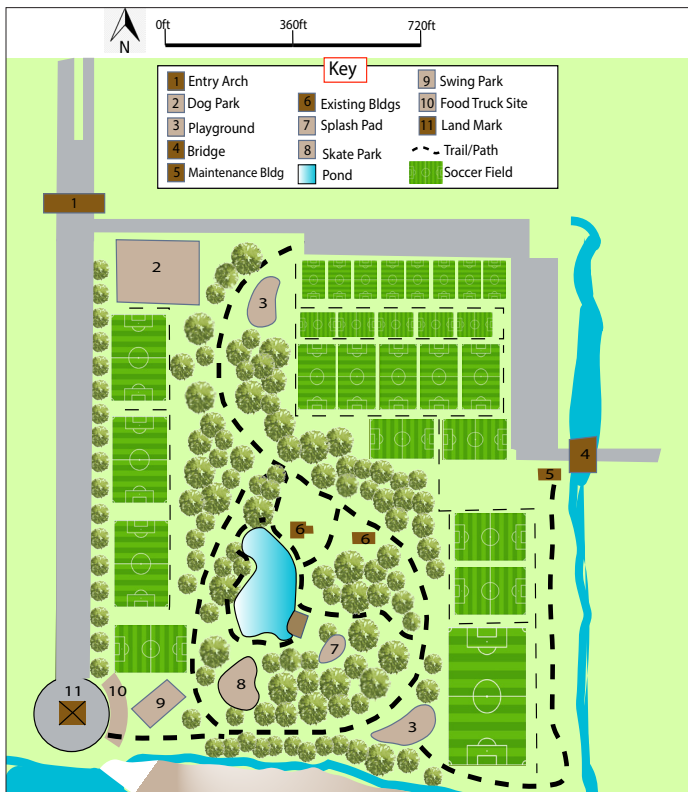 0ft 360ft 720ft
N
Key
1 Entry Arch
2 Dog Park
3 Playground
4 Bridge
5 Maintenance Bldg
6 Existing Bldgs
7 Splash Pad
8 Skate Park
Pond
9 Swing Park
10 Food Truck Site
11 Land Mark
Trail/Path
Soccer Field
1
2
3
4
5
6
6
7
8
3
11
10
9